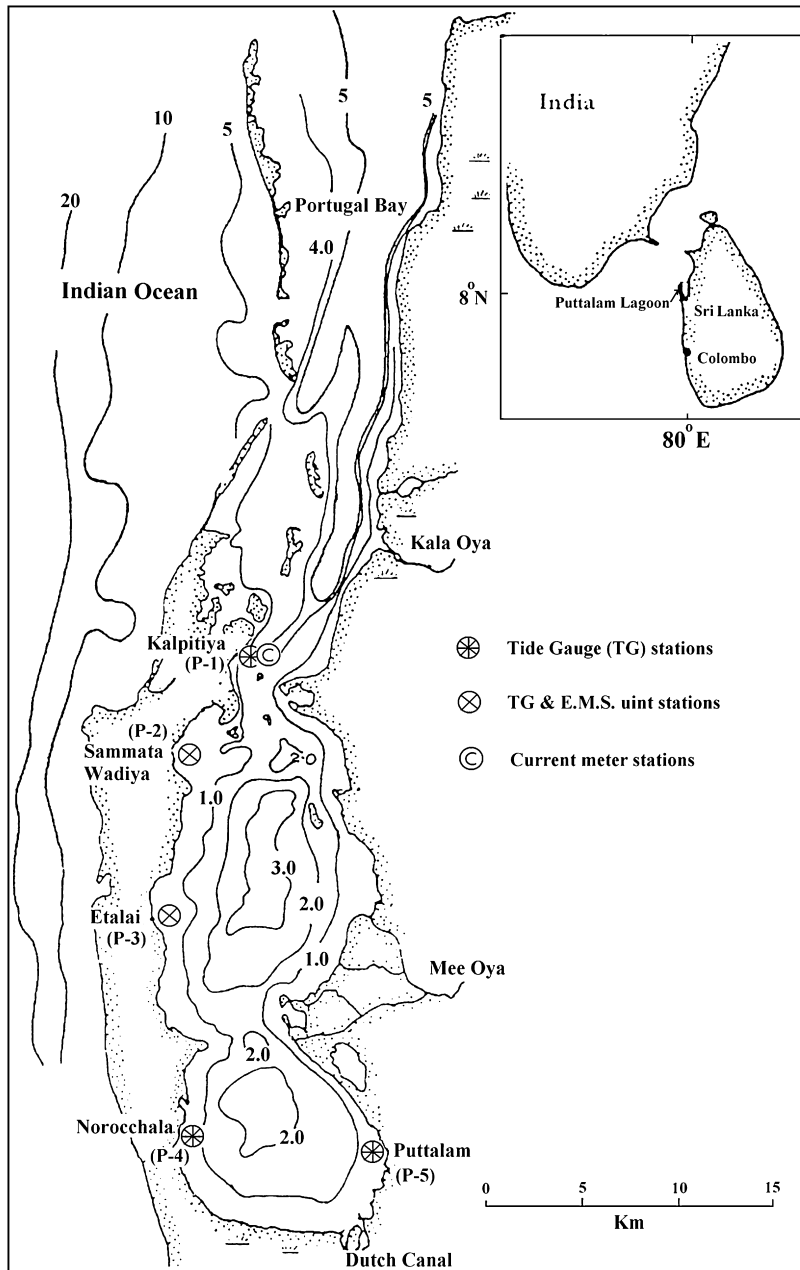 5
5
5
10
20
5
Portugal Bay
4.0
Indian Ocean
India
8°N
Puttalam Lagoon
Sri Lanka
Colombo
80°E
Kala Oya
Kalpitiya
(P-1)
C
Tide Gauge (TG) stations
TG & E.M.S. uint stations
C Current meter stations
(P-2)
Sammata
Wadiya
2.0
1.0
3.0
2.0
1.0
Etalai
(P-3)
Mee Oya
2.0
Norocchala
(P-4)
2.0
Puttalam
(P-5)
0 5 10 15
Km
Dutch Canal